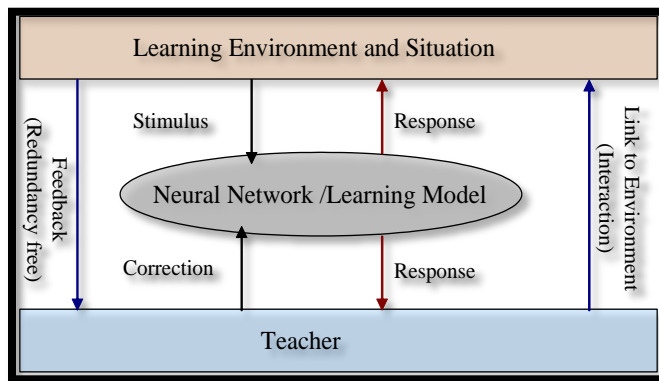 Learning Environment and Situation
Stimulus
Response
Feedback
(Redundancy free)
Link to Environment
(Interaction)
Neural Network /Learning Model
Correction
Response
Teacher